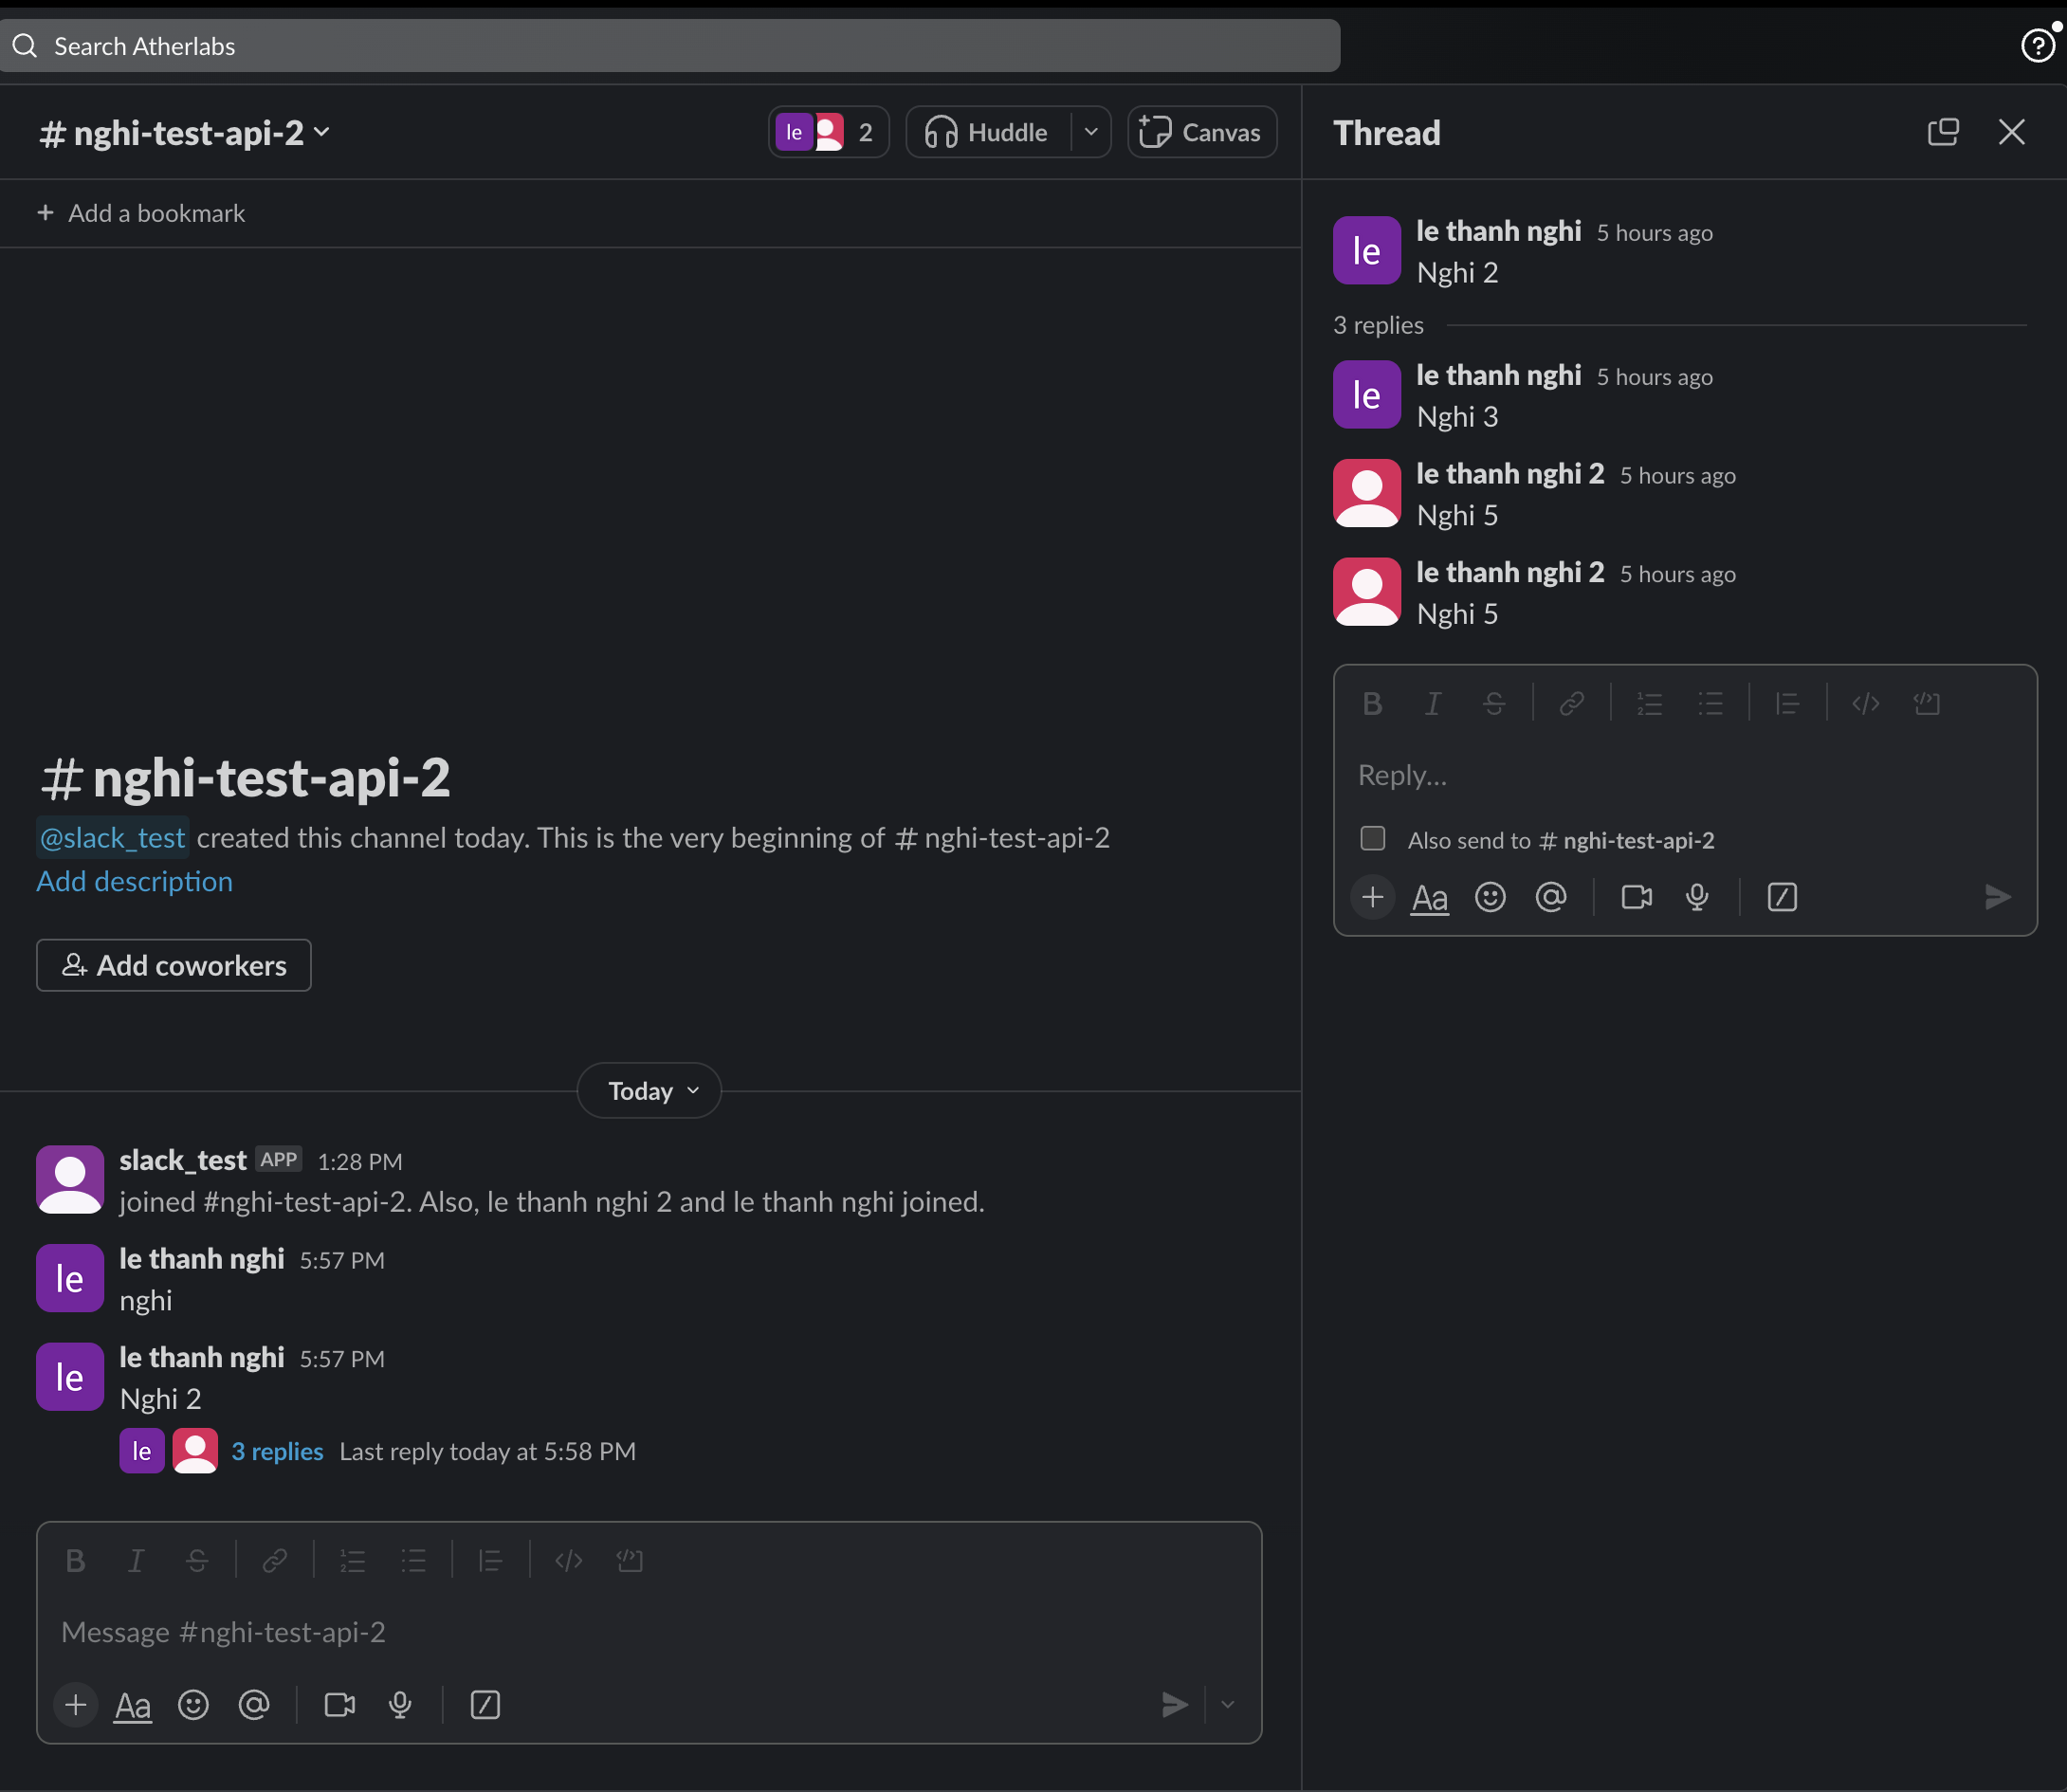 Search Atherlabs
# nghi-test-api-2
le 2
Huddle
Canvas
+ Add a bookmark
# nghi-test-api-2
@slack_test created this channel today. This is the very beginning of # nghi-test-api-2
Add description
Add coworkers
Today
slack_test APP 1:28 PM
joined #nghi-test-api-2. Also, le thanh nghi 2 and le thanh nghi joined.
le
le thanh nghi 5:57 PM
nghi
le
le thanh nghi 5:57 PM
Nghi 2
le 3 replies Last reply today at 5:58 PM
B I S
Message #nghi-test-api-2
+ Aa @
Thread
le
le thanh nghi 5 hours ago
Nghi 2
3 replies
le
le thanh nghi 5 hours ago
Nghi 3
le thanh nghi 2 5 hours ago
Nghi 5
le thanh nghi 2 5 hours ago
Nghi 5
B I S
Reply...
Also send to # nghi-test-api-2
+ Aa @